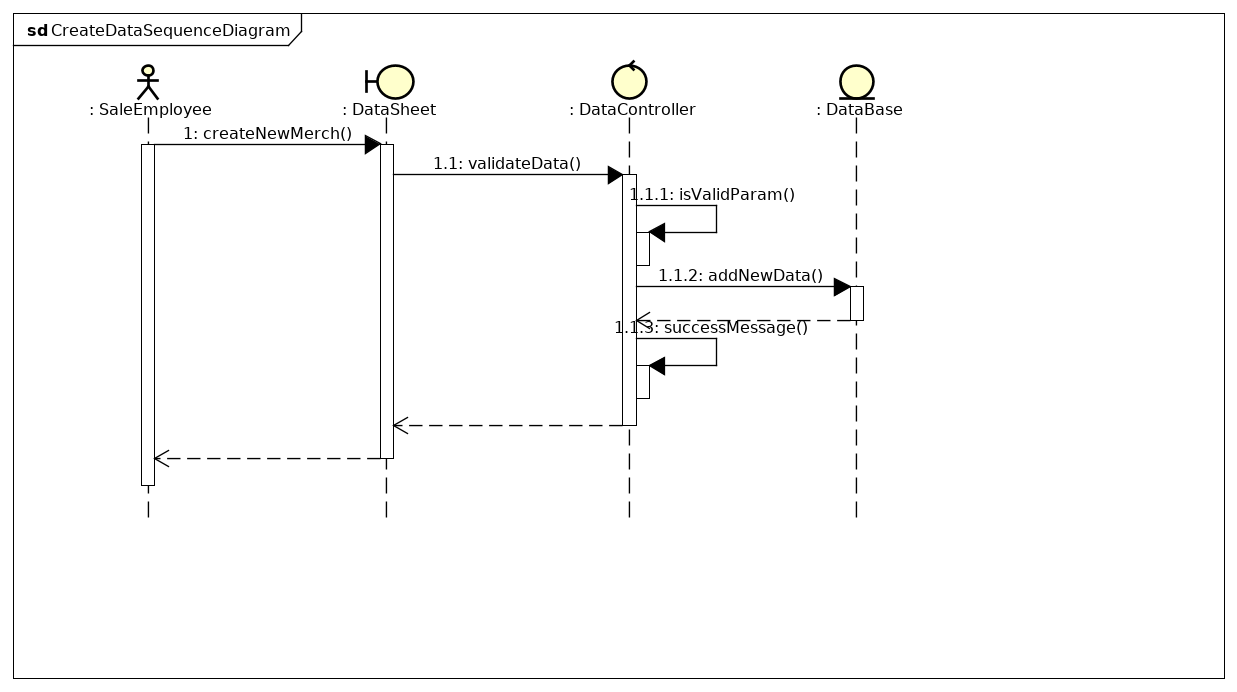 sd CreateDataSequenceDiagram
: SaleEmployee
: DataSheet
: DataController
: DataBase
1: createNewMerch()
1.1: validateData()
1.1.1: isValidParam()
1.1.2: addNewData()
1.1.3: successMessage()